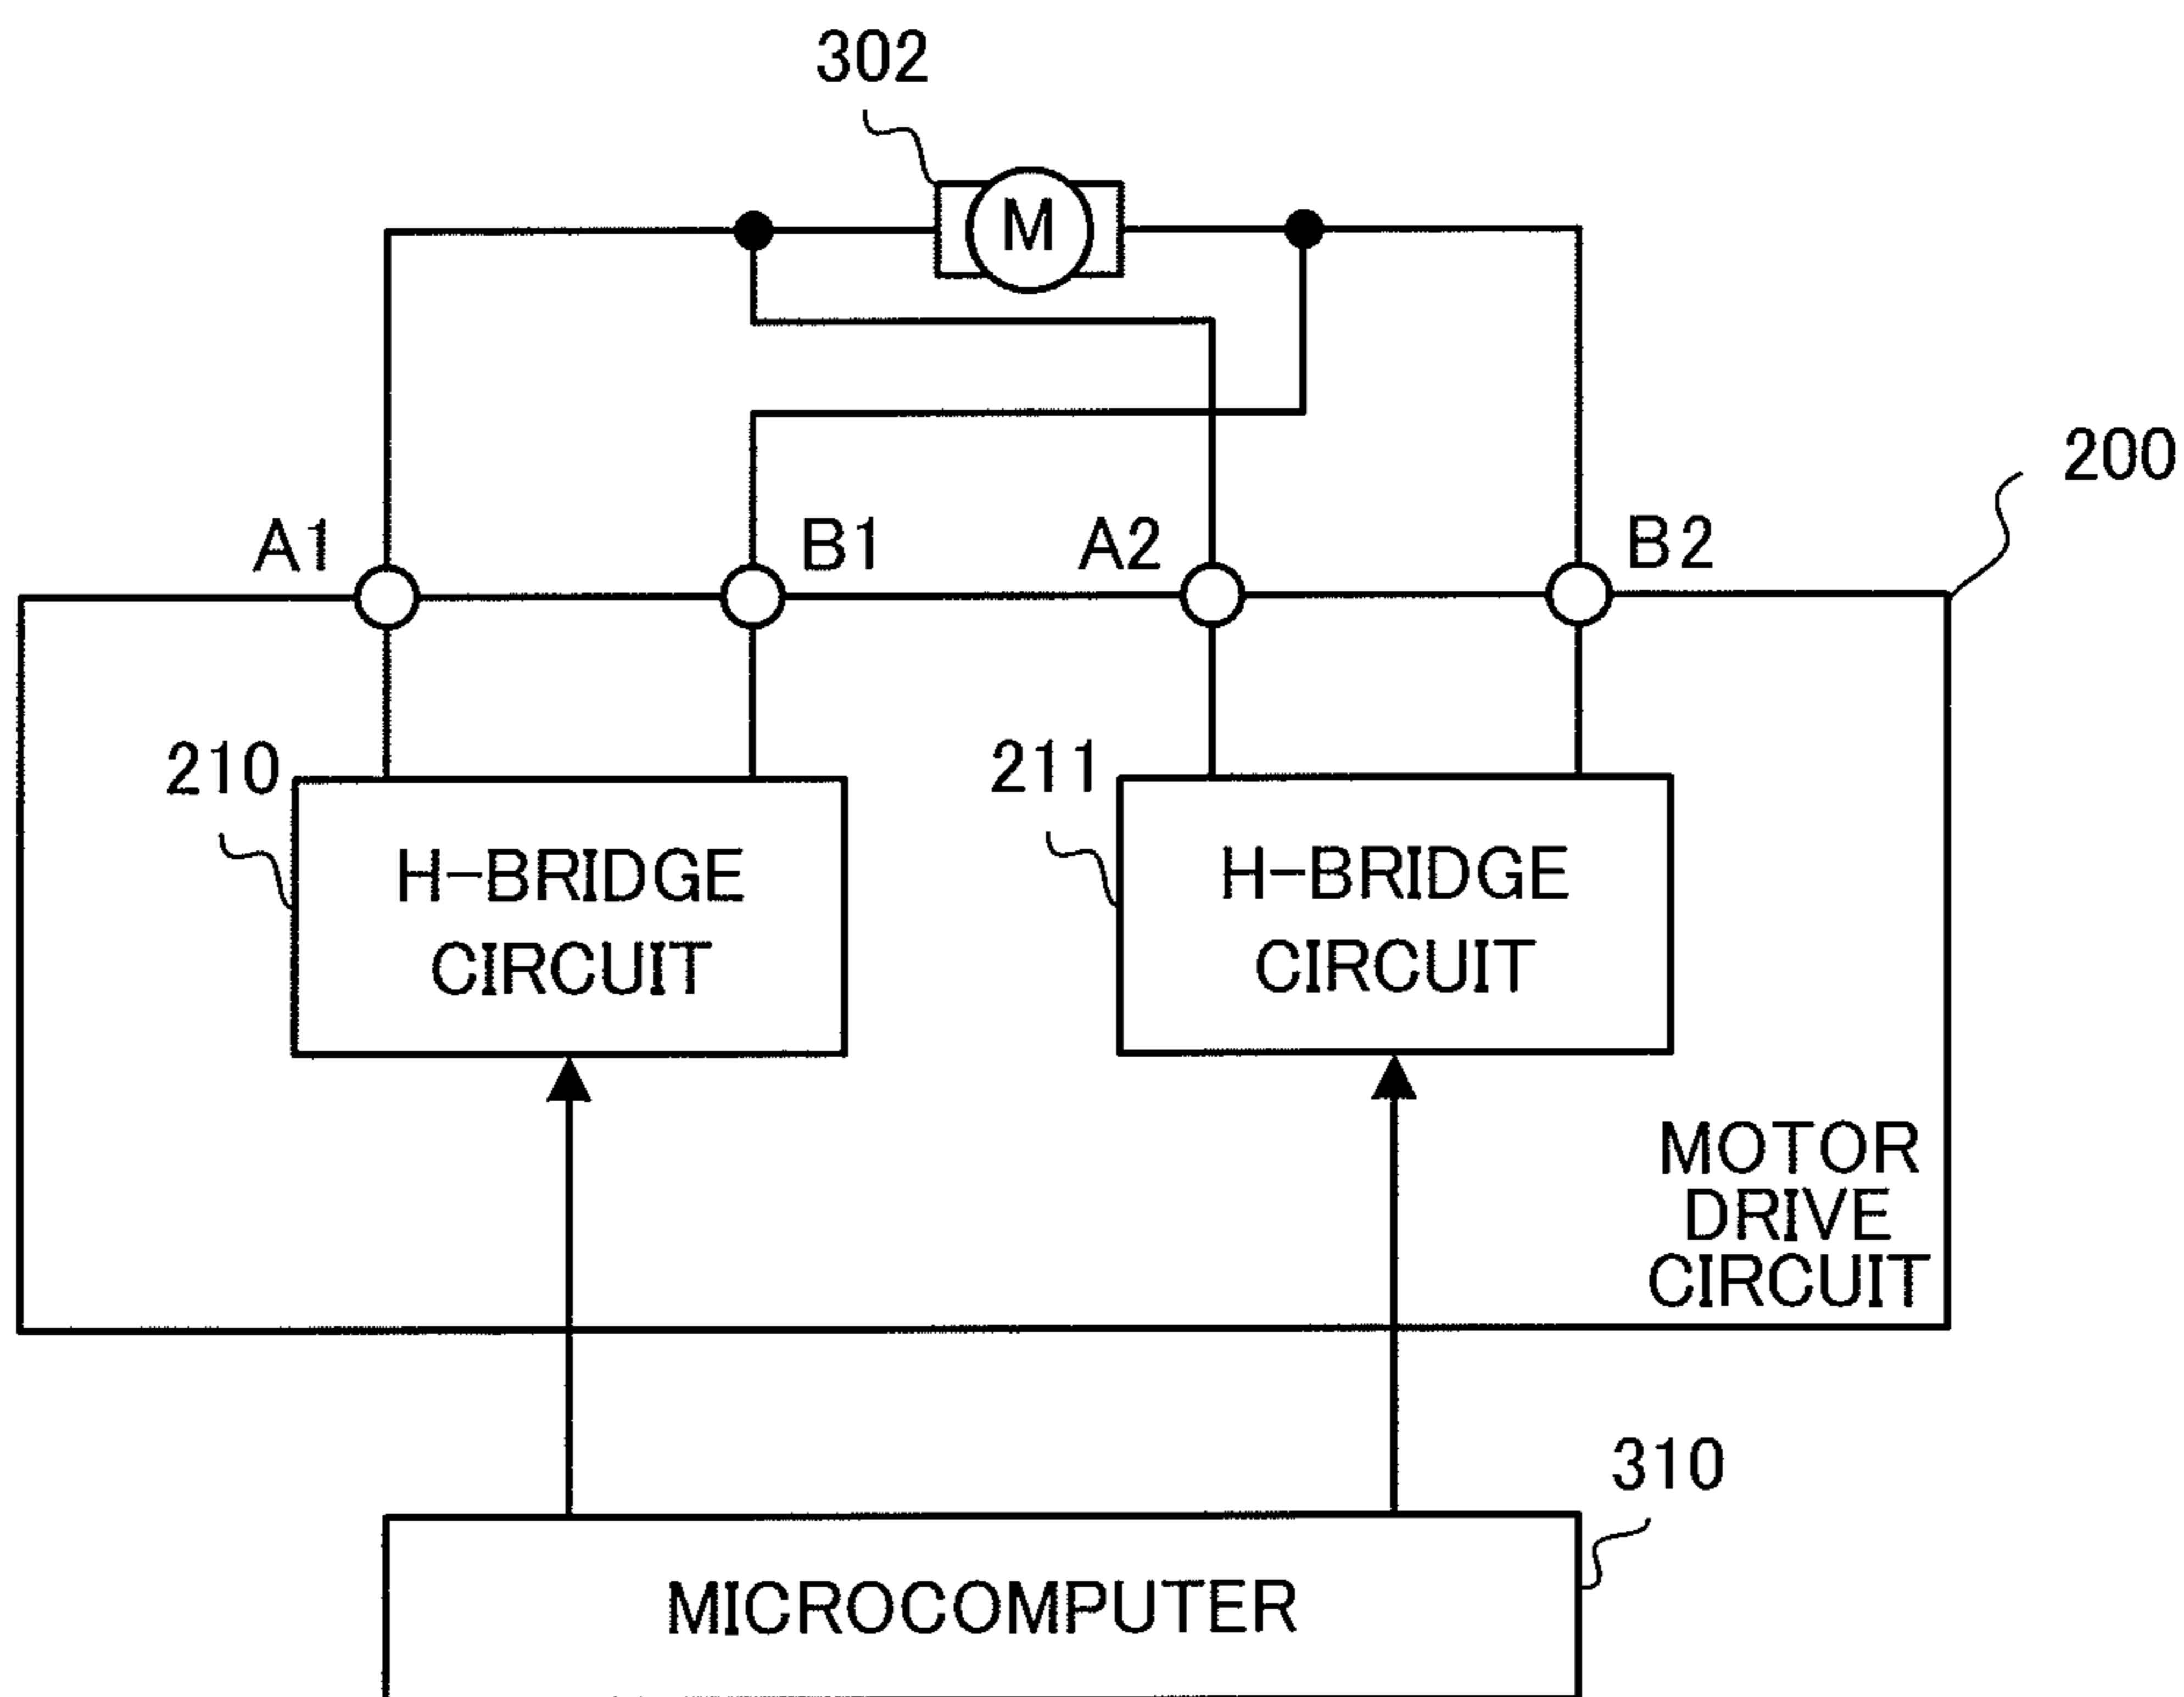 302
M
200
A1
B1
A2
B2
210
211
H-BRIDGE
CIRCUIT
H-BRIDGE
CIRCUIT
MOTOR
DRIVE
CIRCUIT
310
MICROCOMPUTER